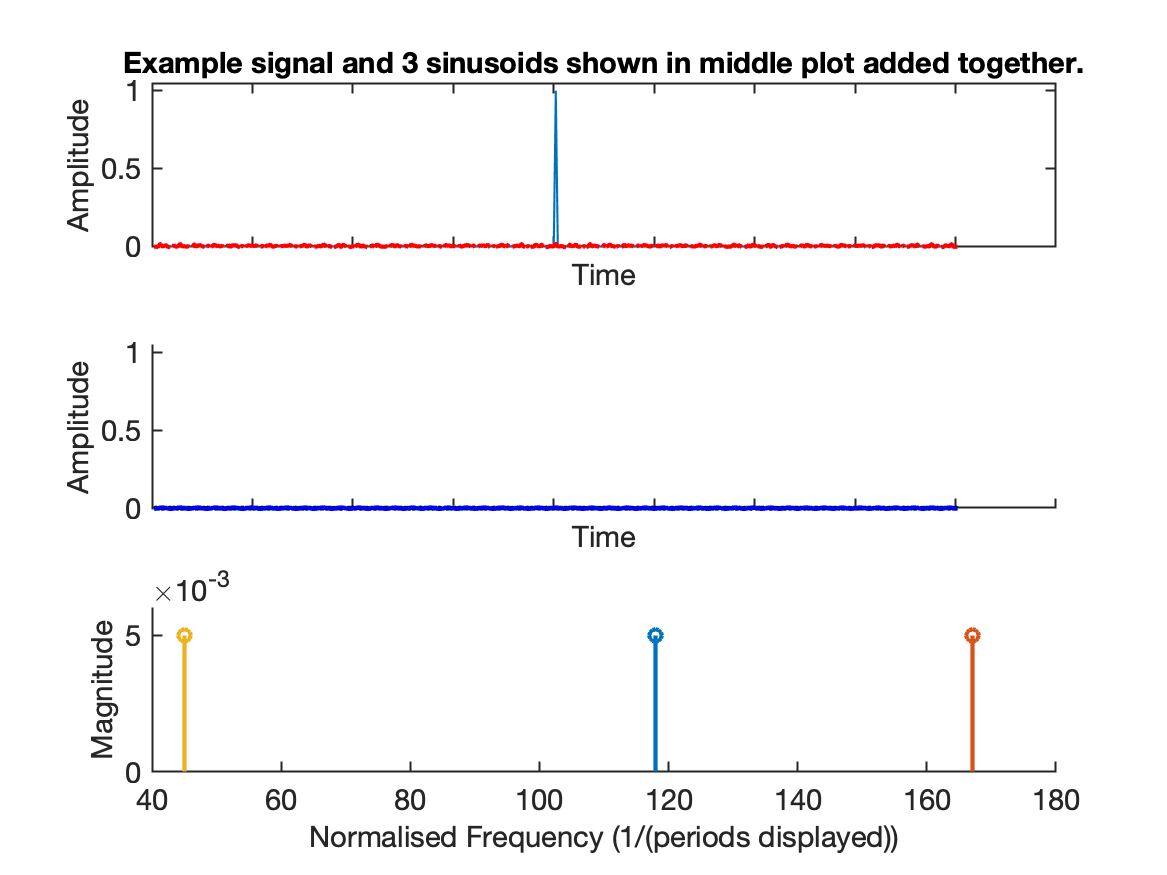 Example signal and 3 sinusoids shown in middle plot added together.
1
0.5
0
Amplitude
Time
1
0.5
0
Amplitude
Time
×10-3
5
0
Magnitude
40 60 80 100 120 140 160 180
Normalised Frequency (1/(periods displayed))